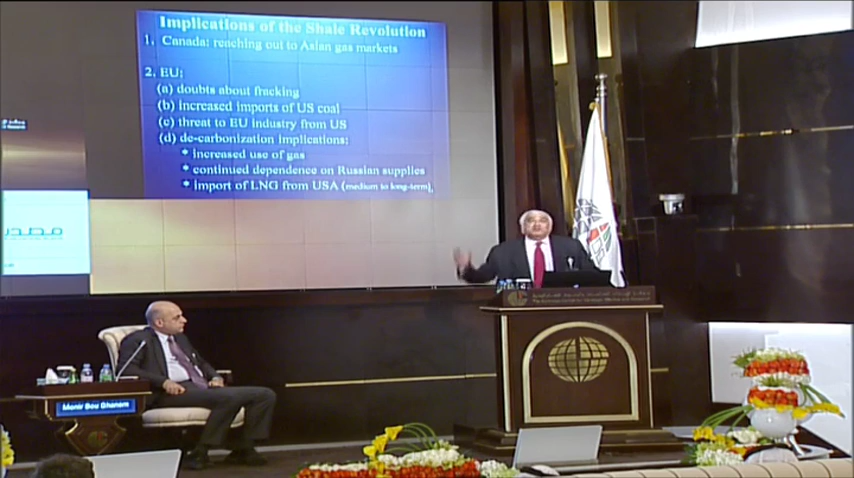 Implications of the Shale Revolution
1. Canada: reaching out to Asian gas markets
2. EU:
(a) doubts about fracking
(b) increased imports of US coal
(c) threat to EU industry from US
(d) de-carbonization implications:
* increased use of gas
* continued dependence on Russian supplies
* import of LNG from USA (medium to long-term).
مصدر
Monir Bou Ghanem